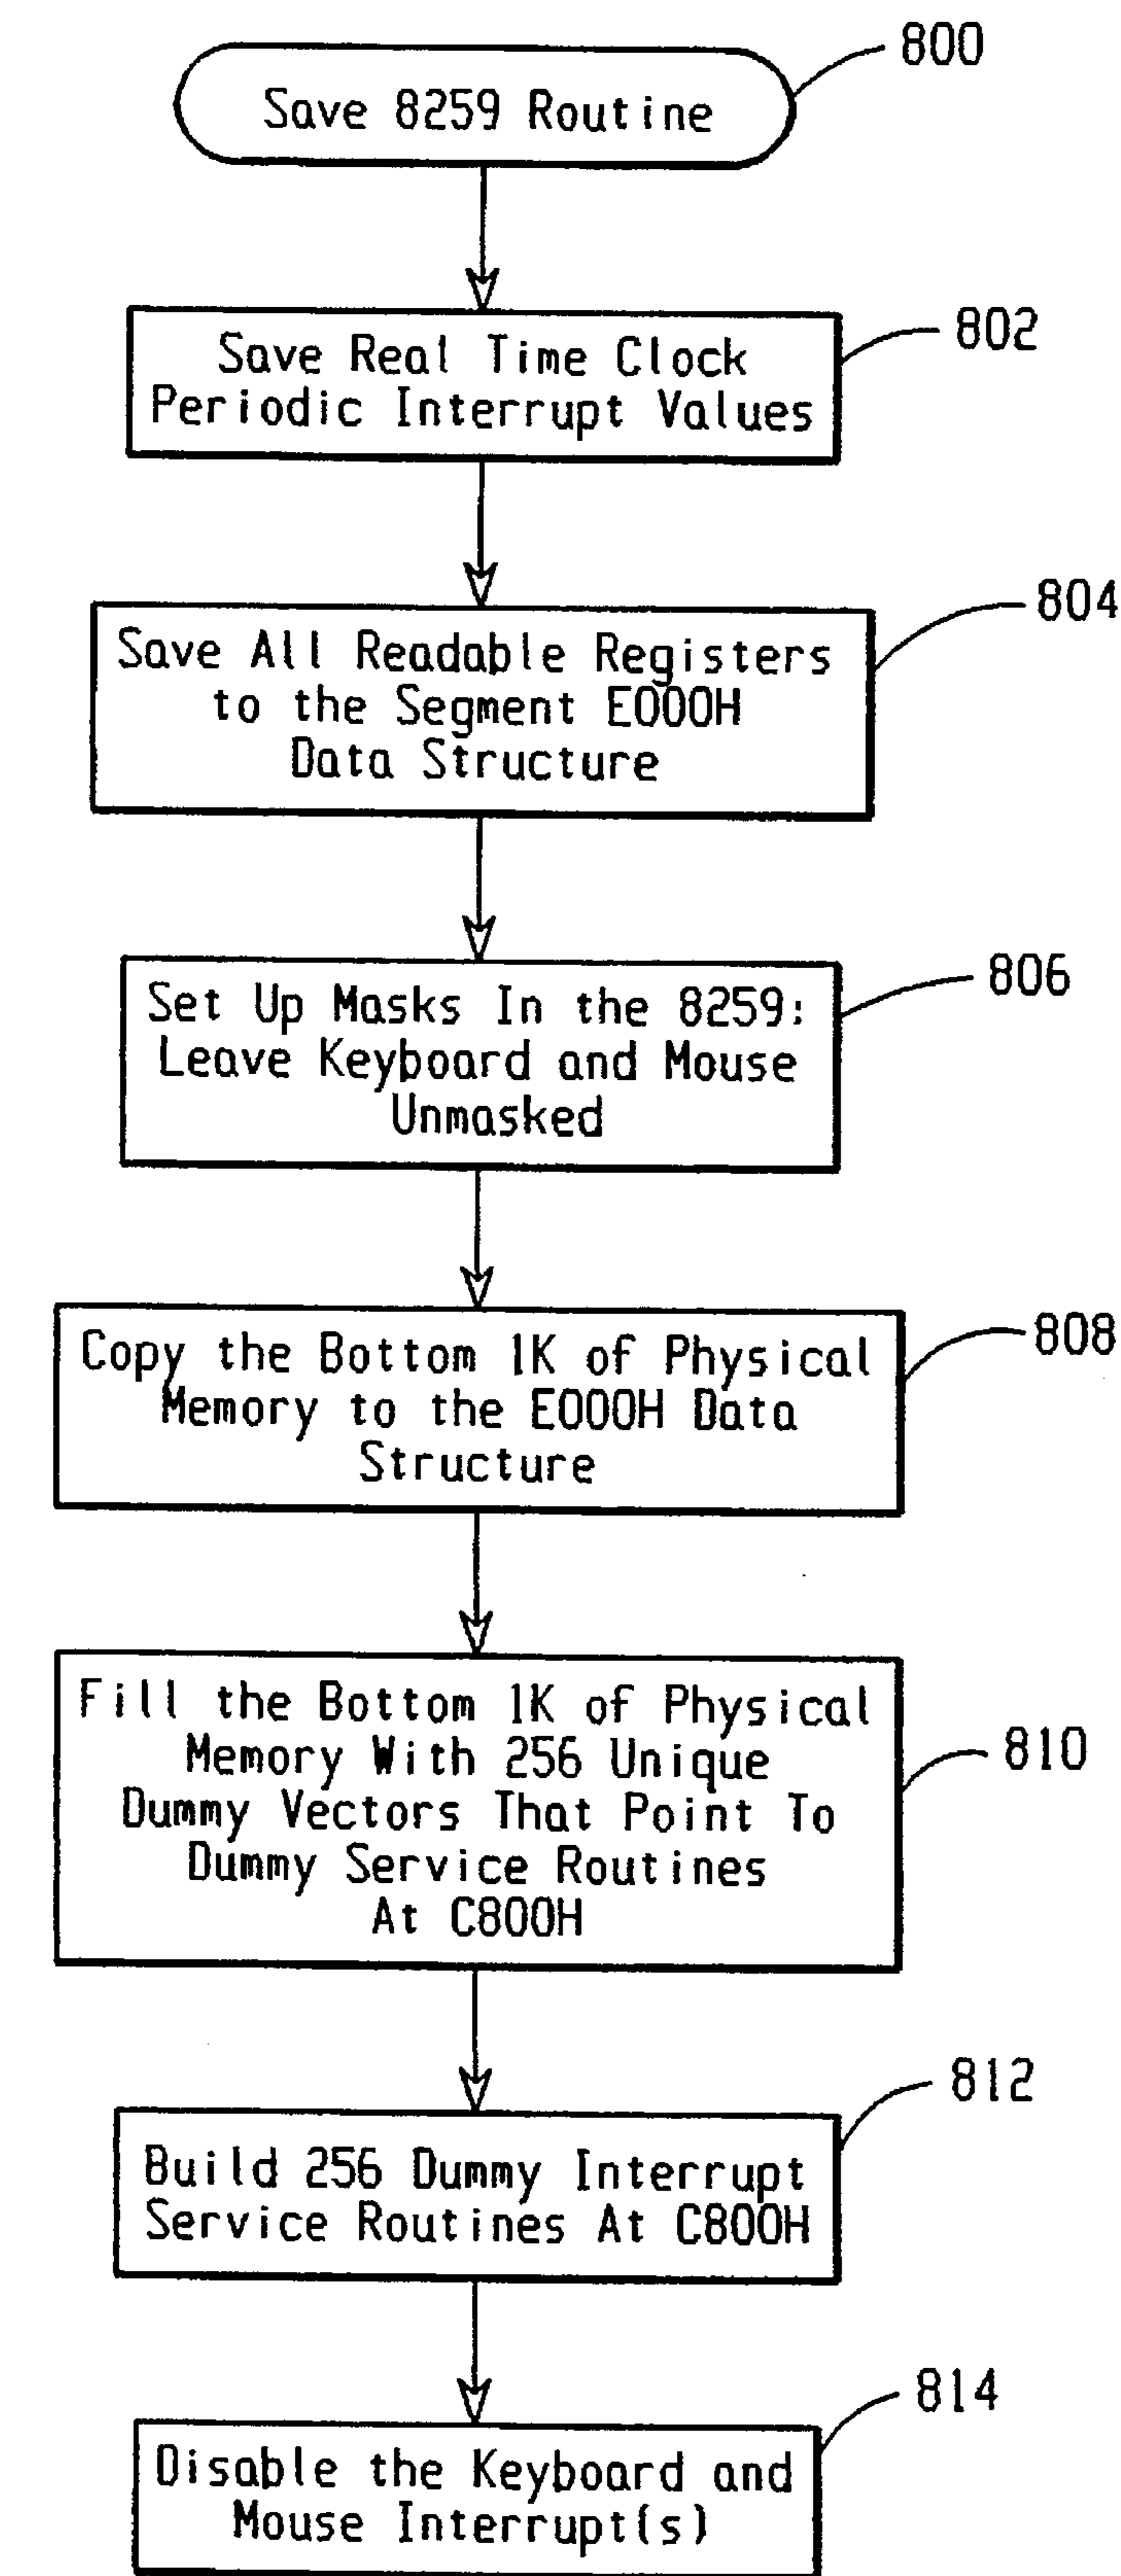 800
Save 8259 Routine
802
Save Real Time Clock
Periodic Interrupt Values
804
Save All Readable Registers
to the Segment E000H
Data Structure
806
Set Up Masks In the 8259:
Leave Keyboard and Mouse
Unmasked
808
Copy the Bottom 1K of Physical
Memory to the E000H Data
Structure
Fill the Bottom 1K of Physical
810
Memory With 256 Unique
Dummy Vectors That Point To
Dummy Service Routines
At C800H
812
Build 256 Dummy Interrupt
Service Routines At C800H
814
Disable the Keyboard and
Mouse Interrupt(s)